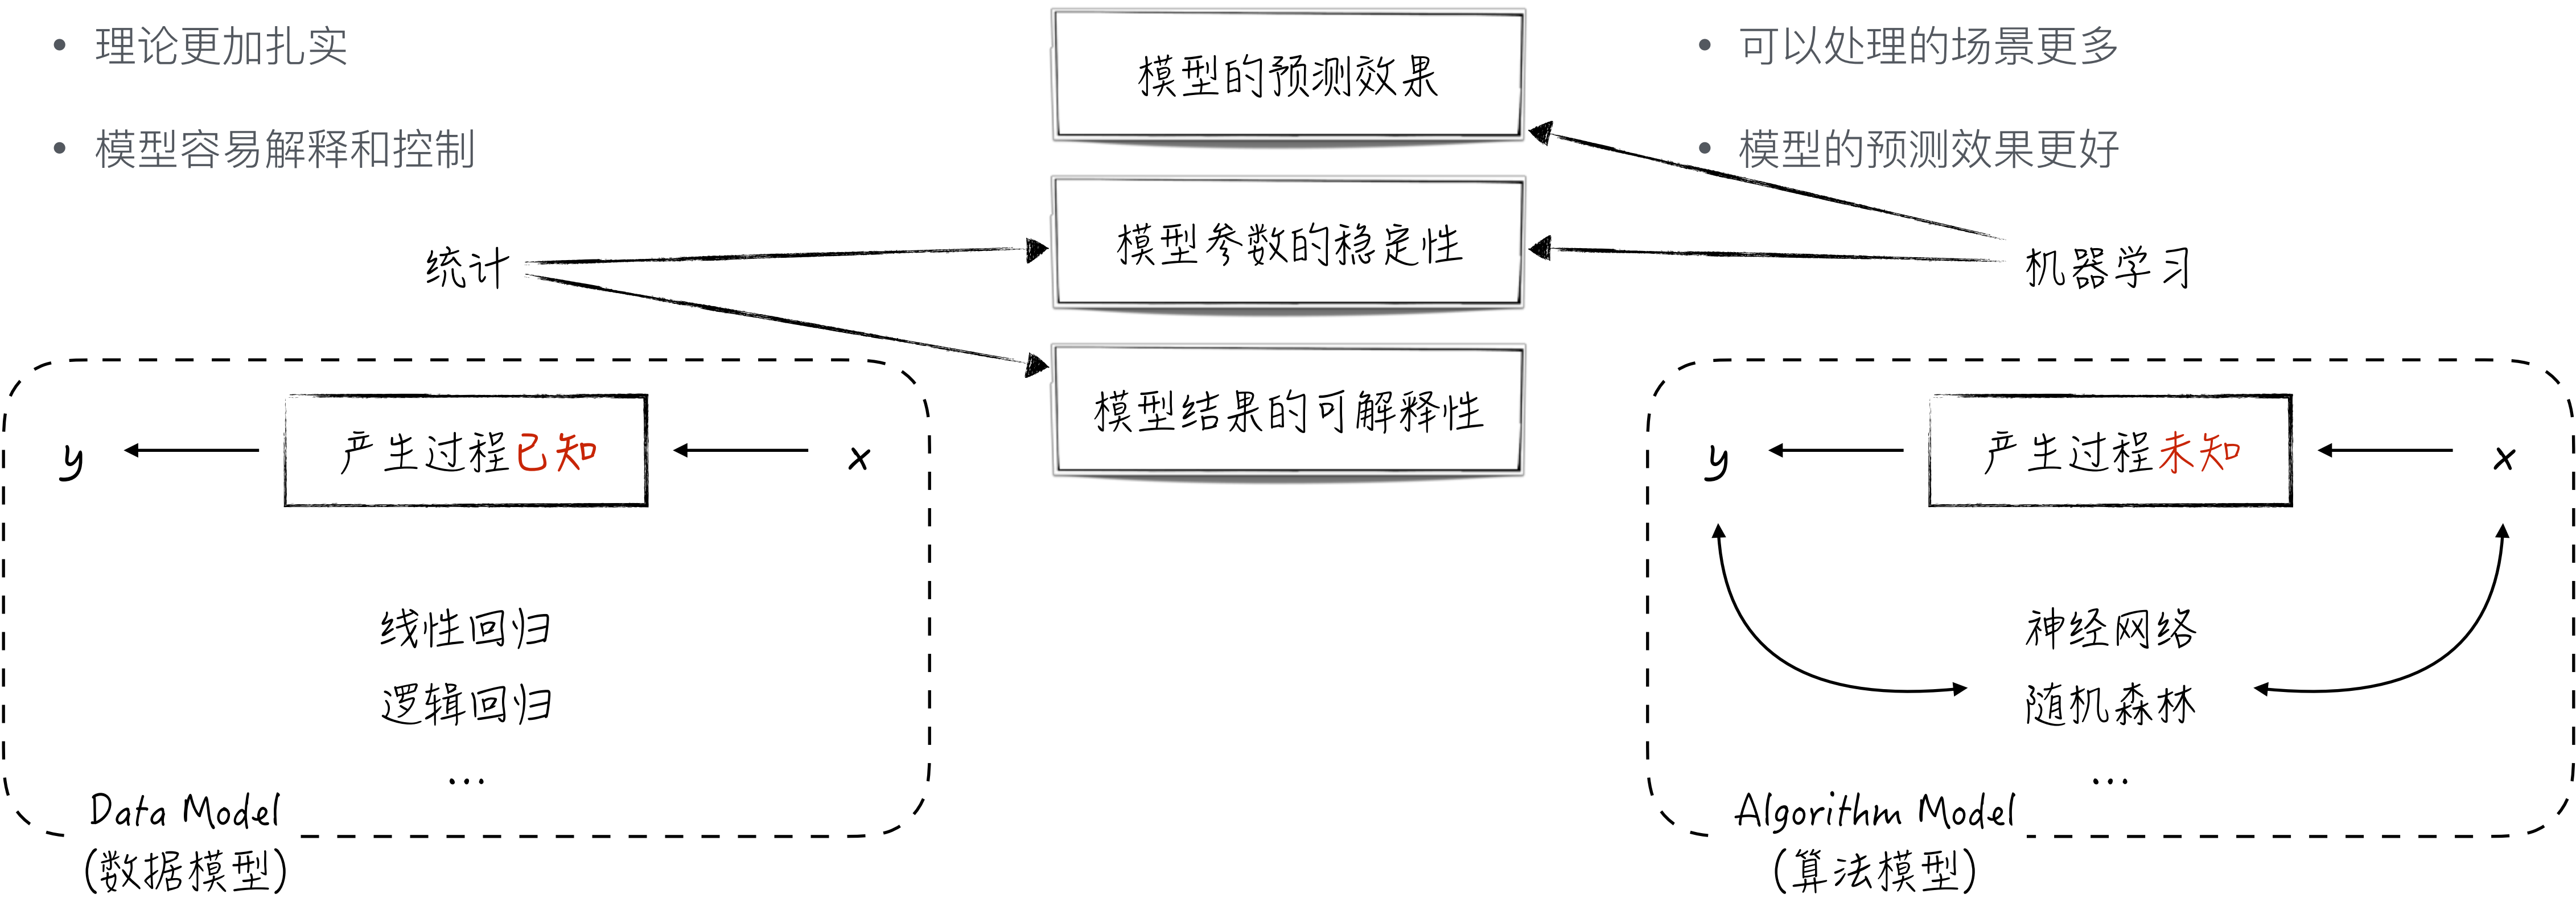 理论更加扎实
模型容易解释和控制
模型的预测效果
模型参数的稳定性
模型结果的可解释性
可以处理的场景更多
模型的预测效果更好
统计
机器学习
y
产生过程已知
x
线性回归
逻辑回归
...
Data Model
(数据模型)
y
产生过程未知
x
神经网络
随机森林
...
Algorithm Model
(算法模型)